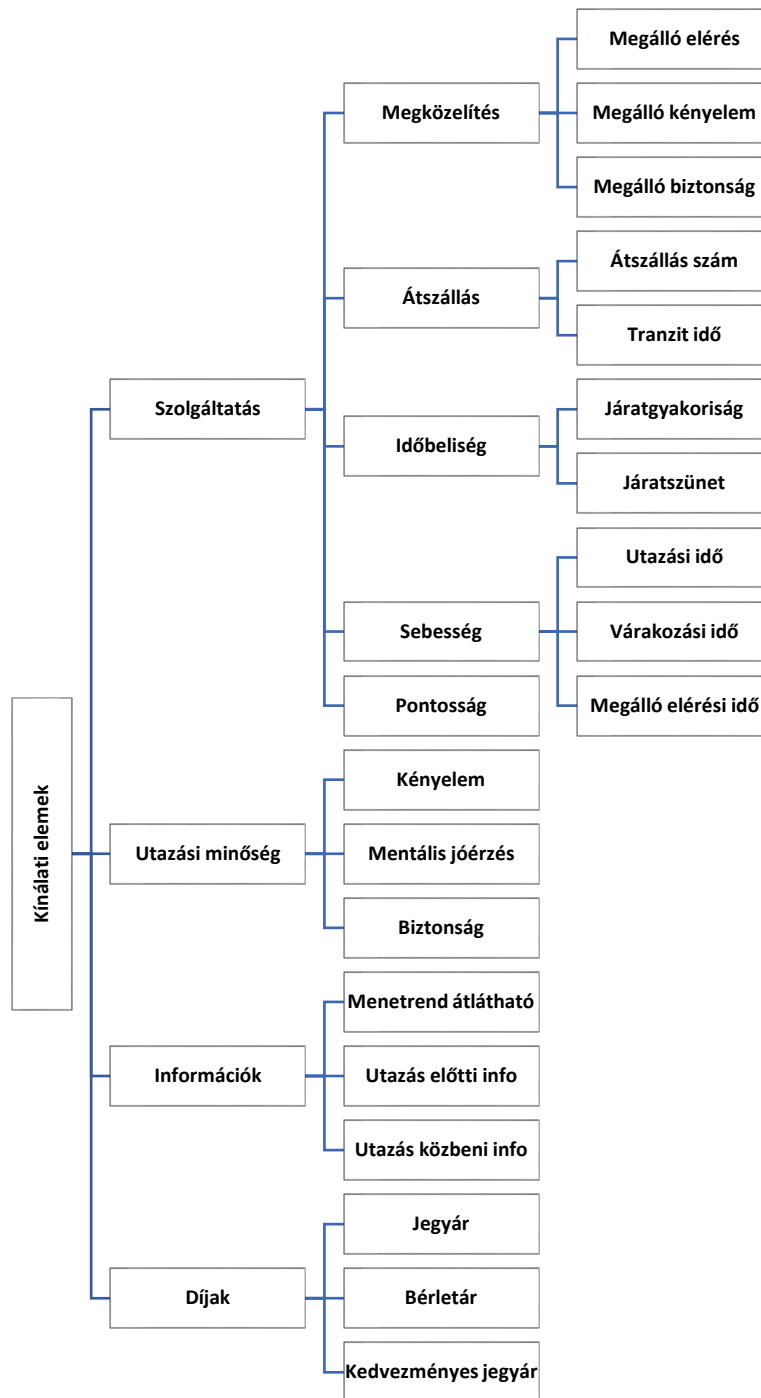 Kínálati elemek
Szolgáltatás
Megközelítés
Megálló elérés
Megálló kényelem
Megálló biztonság
Átszállás
Átszállás szám
Tranzit idő
Időbeliség
Járatgyakoriság
Járatszünet
Sebesség
Utazási idő
Várakozási idő
Megálló elérési idő
Pontosság
Utazási minőség
Kényelem
Mentális jóérzés
Biztonság
Információk
Menetrend átlátható
Utazás előtti info
Utazás közbeni info
Díjak
Jegyár
Bérletár
Kedvezményes jegyár